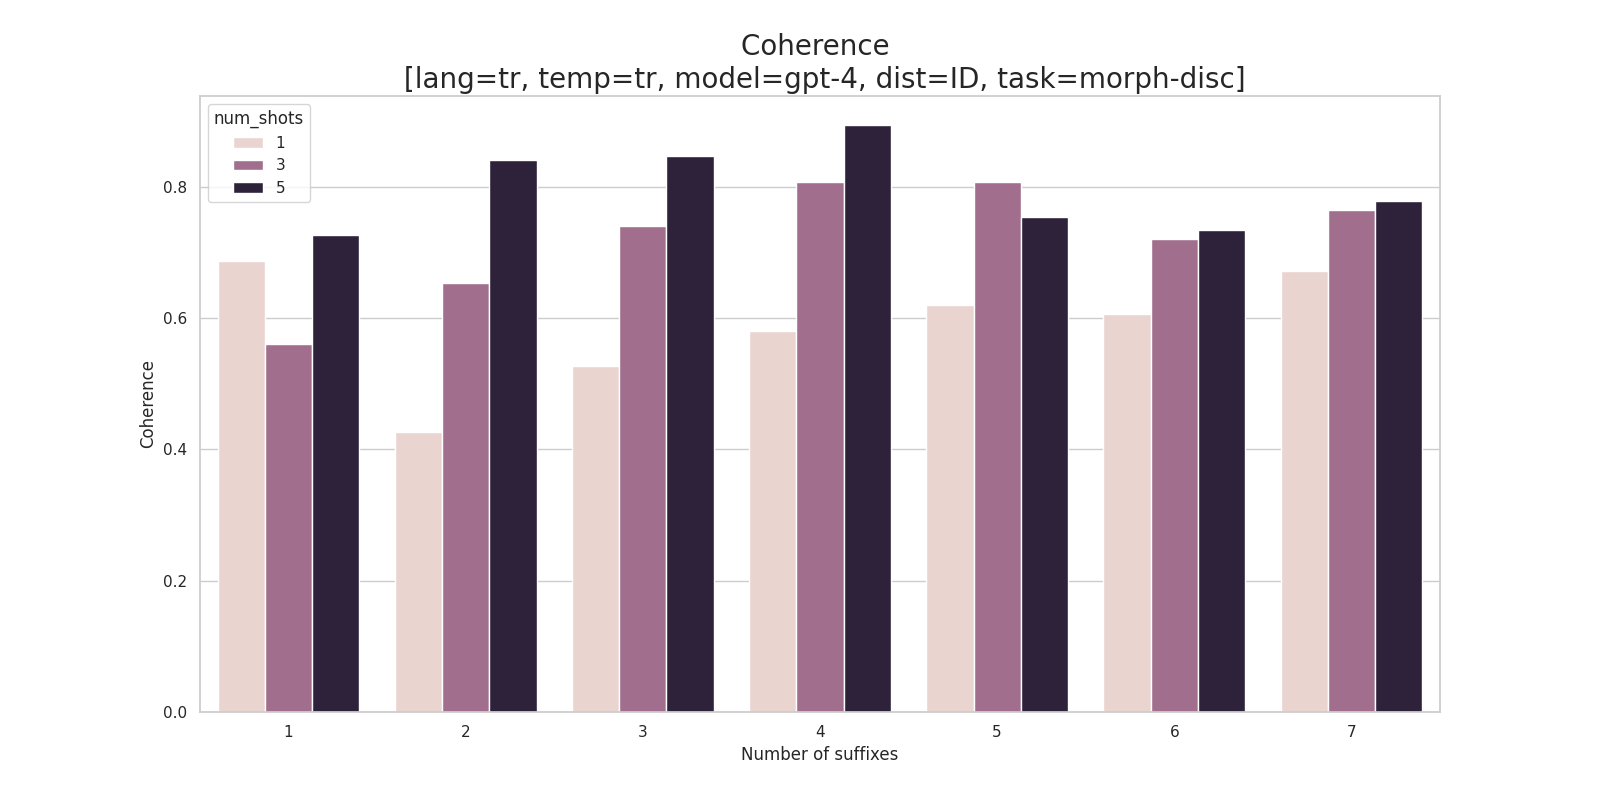 Coherence
[lang=tr, temp=tr, model=gpt-4, dist=ID, task=morph-disc]
num_shots
1
3
5
Coherence
0.8
0.6
0.4
0.2
0.0
1 2 3 4 5 6 7
Number of suffixes